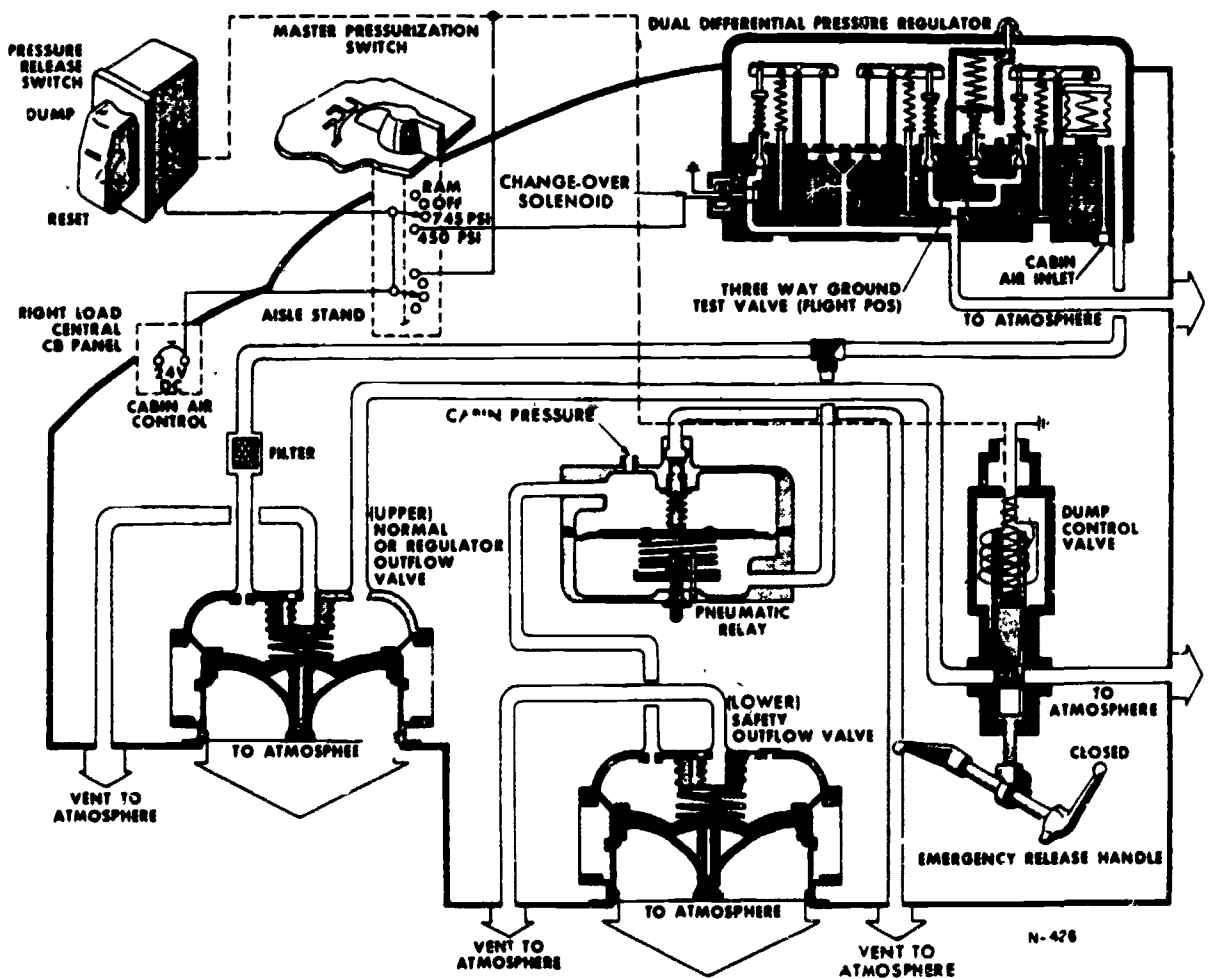 PRESSURE
RELEASE
SWITCH
DUMP
RESET
MASTER PRESSURIZATION
SWITCH
DUAL DIFFERENTIAL PRESSURE REGULATOR
CHANGE-OVER
SOLENOID
RAM
OFF
745 PSI
450 PSI
AISLE STAND
RIGHT LOAD
CENTRAL
CB PANEL
24V
DC
CABIN AIR
CONTROL
THREE WAY GROUND
TEST VALVE (FLIGHT POS)
CABIN
AIR INLET
TO ATMOSPHERE
FILTER
CABIN PRESSURE
(UPPER)
NORMAL
OR REGULATOR
OUTFLOW
VALVE
PNEUMATIC
RELAY
DUMP
CONTROL
VALVE
TO
ATMOSPHERE
(LOWER)
SAFETY
OUTFLOW VALVE
TO ATMOSPHEE
VENT TO
ATMOSPHERE
CLOSED
EMERGENCY RELEASE HANDLE
TO ATMOSPHERE
VENT TO
ATMOSPHERE
VENT TO
ATMOSPHERE
N-426